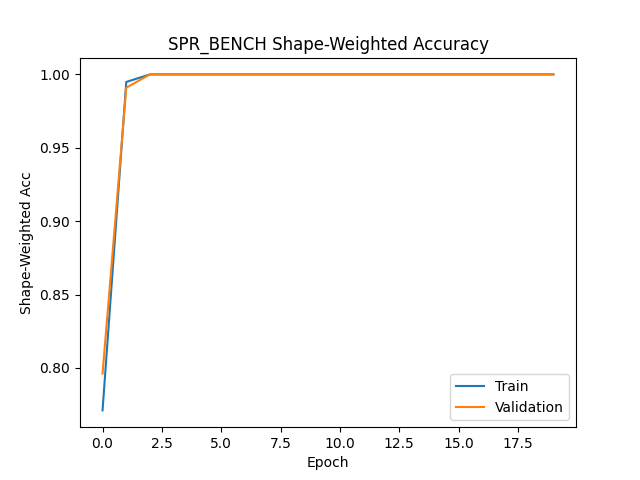 SPR_BENCH Shape-Weighted Accuracy
1.00
0.95
0.90
0.85
0.80
Shape-Weighted Acc
Train
Validation
0.0 2.5 5.0 7.5 10.0 12.5 15.0 17.5
Epoch